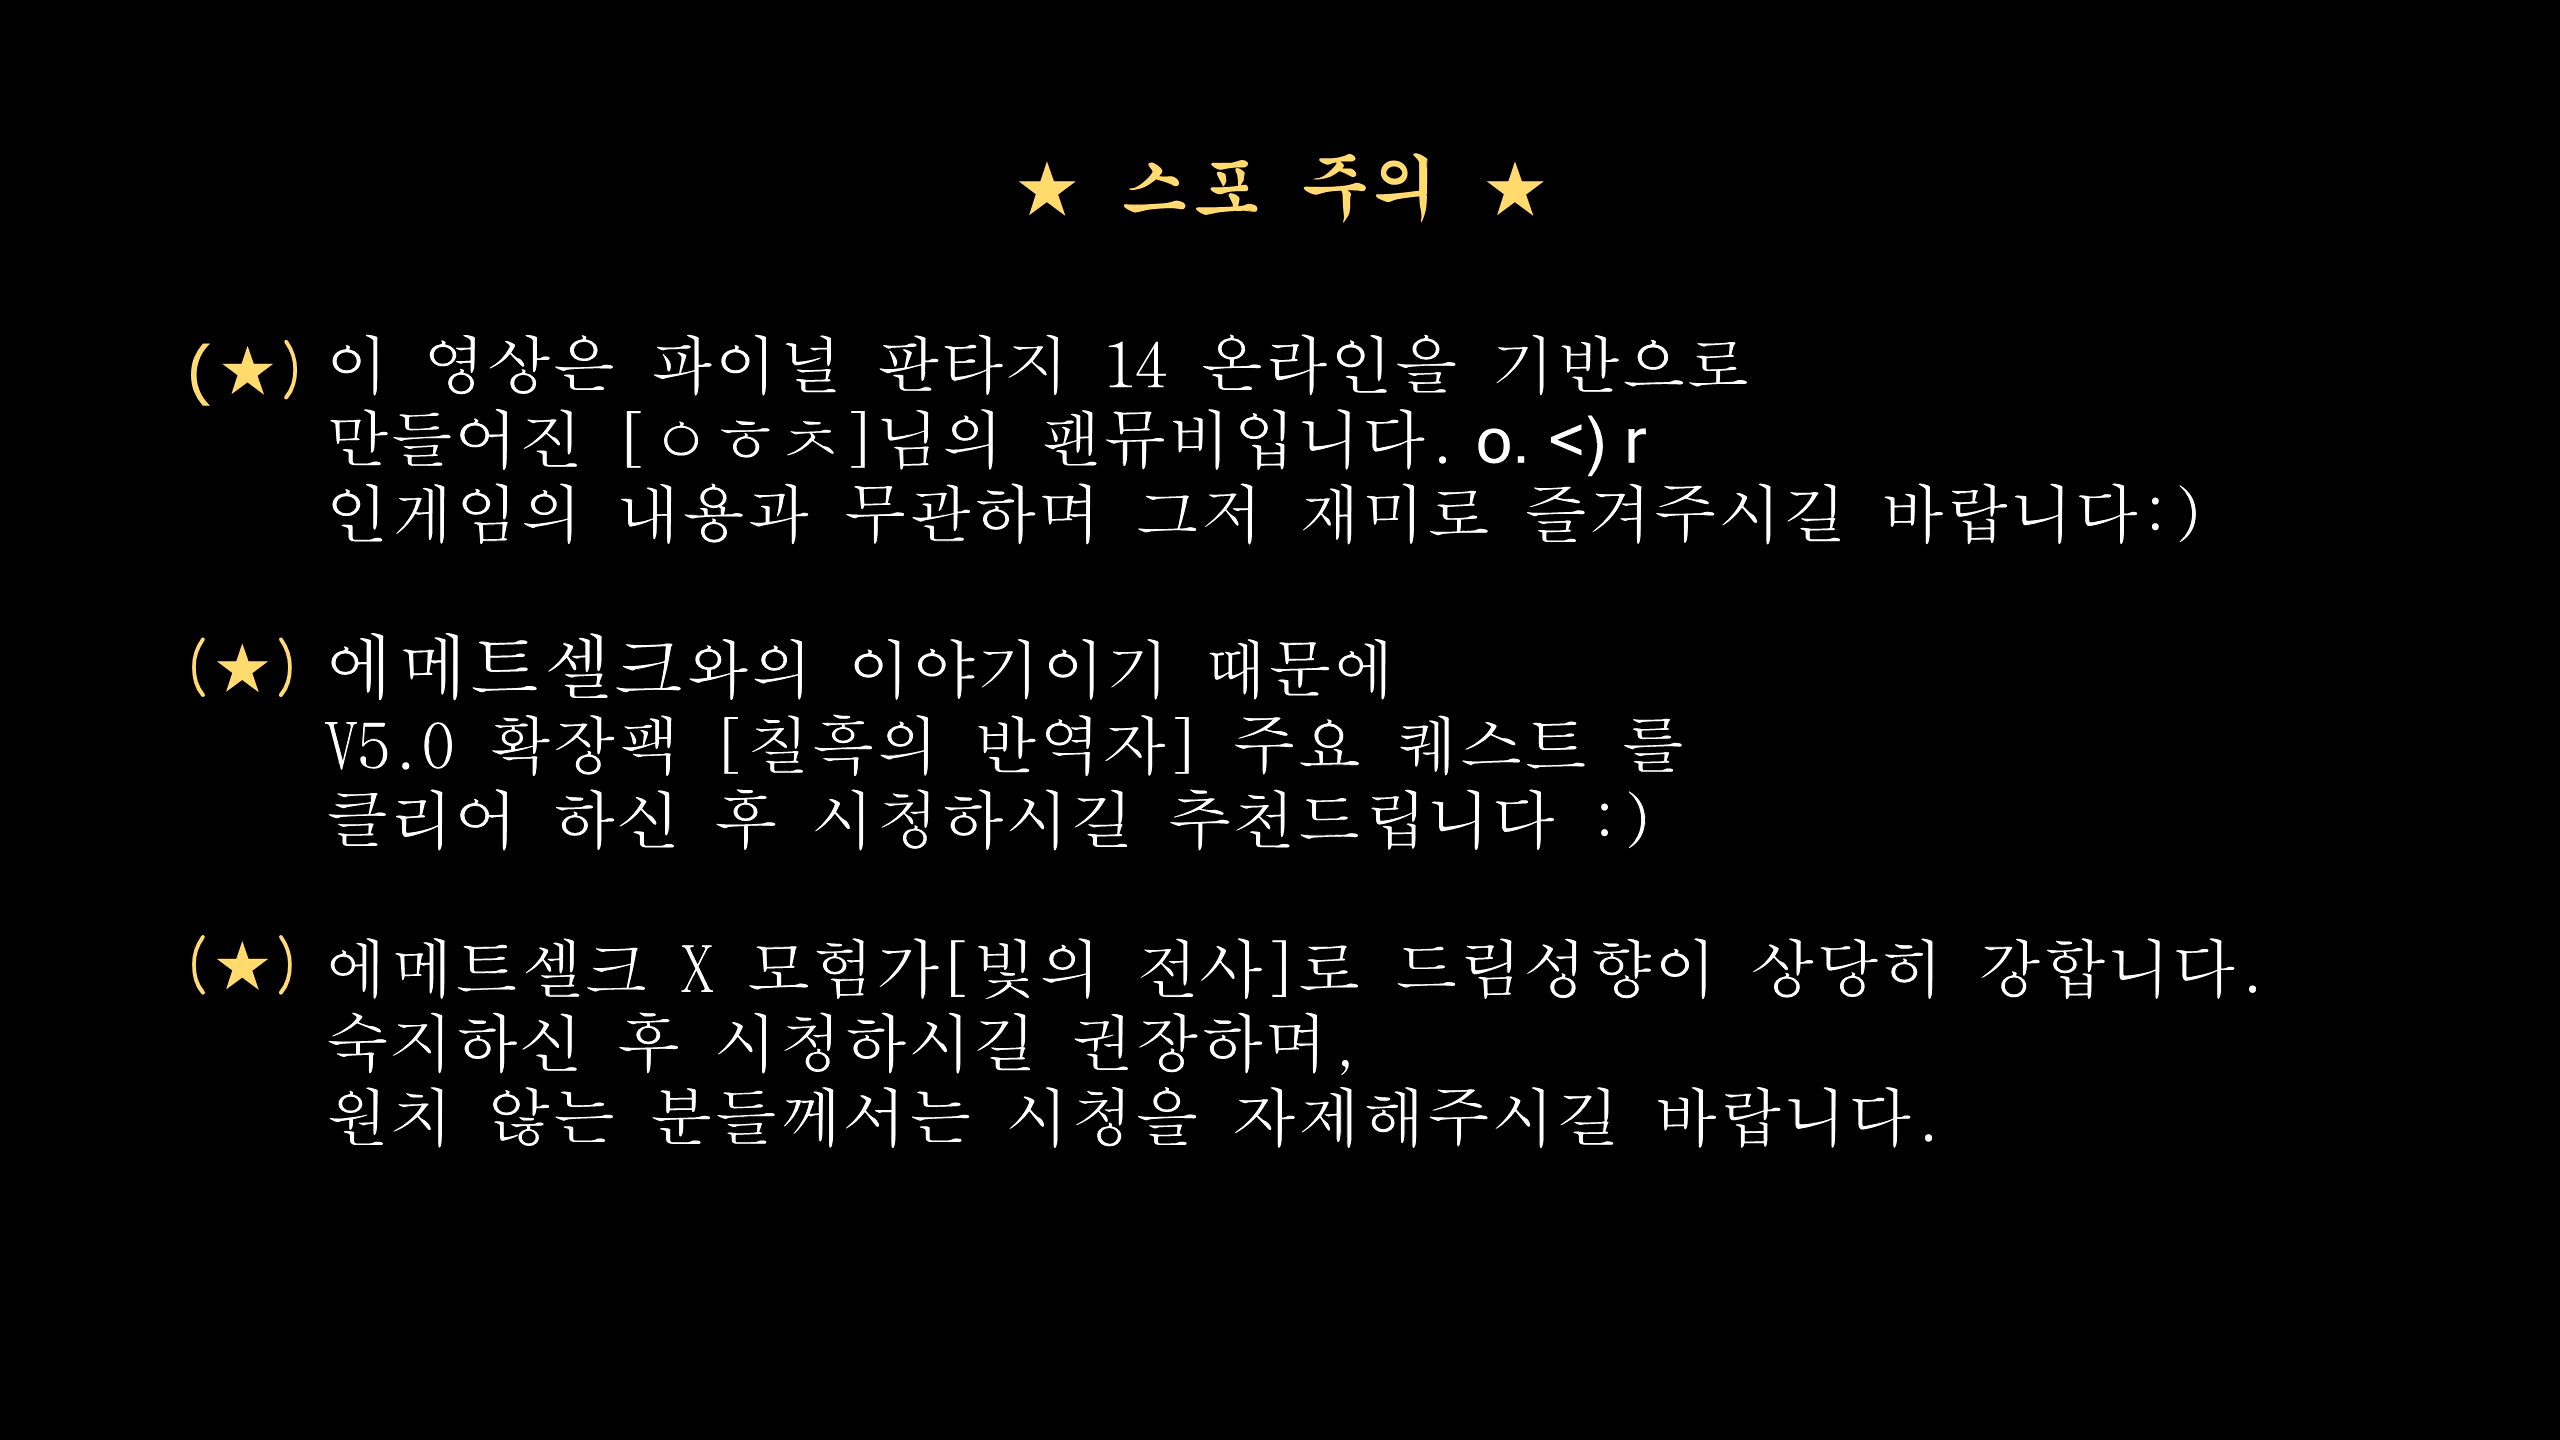 ★ 스포 주의 ★
(★) 이 영상은 파이널 판타지 14 온라인을 기반으로
만들어진 [ㅇㅎㅊ]님의 팬뮤비입니다. o. <) r
인게임의 내용과 무관하며 그저 재미로 즐겨주시길 바랍니다:)
(★) 에메트셀크와의 이야기이기 때문에
V5.0 확장팩 [칠흑의 반역자] 주요 퀘스트 를
클리어 하신 후 시청하시길 추천드립니다 :)
(★) 에메트셀크 X 모험가[빛의 전사]로 드림성향이 상당히 강합니다.
숙지하신 후 시청하시길 권장하며,
원치 않는 분들께서는 시청을 자제해주시길 바랍니다.